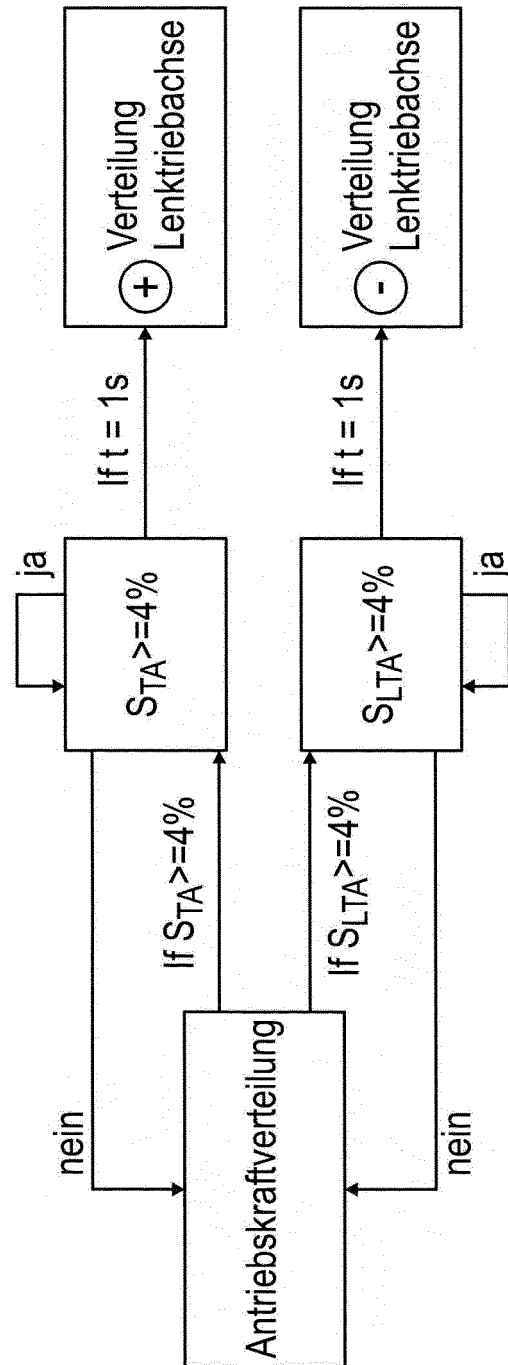 Antriebskraftverteilung
nein
If S_TA>=4%
ja
S_TA>=4%
If t = 1s
+
Verteilung
Lenktriebachse
nein
If S_LTA>=4%
ja
S_LTA>=4%
If t = 1s
-
Verteilung
Lenktriebachse